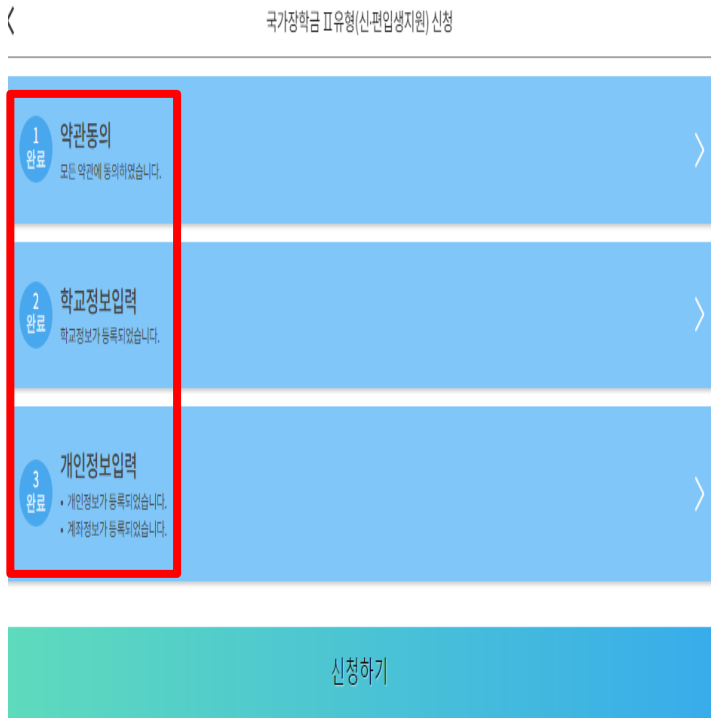 국가장학금 Ⅱ유형(신·편입생지원) 신청
1
완료
약관동의
모든 약관에 동의하였습니다.
2
완료
학교정보입력
학교정보가 등록되었습니다.
3
완료
개인정보입력
• 개인정보가 등록되었습니다.
• 계좌정보가 등록되었습니다.
신청하기